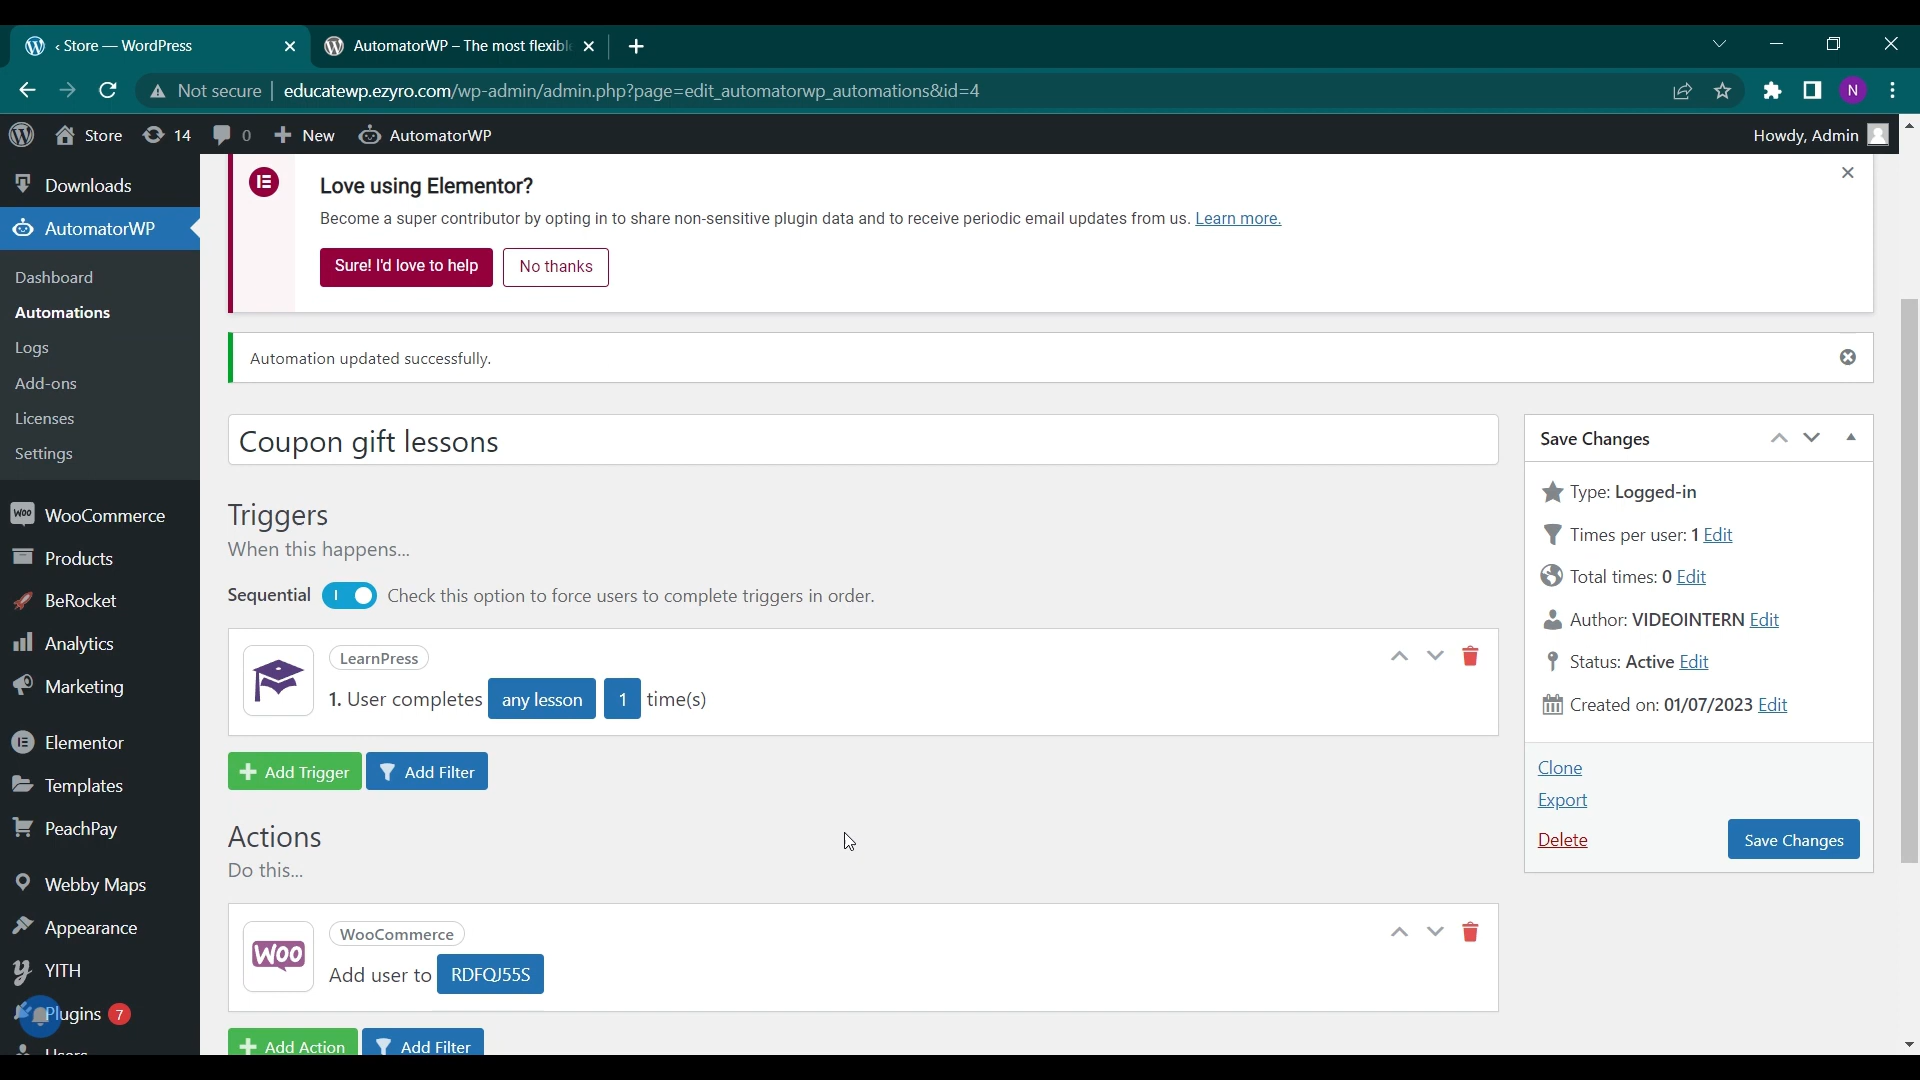 ‹ Store — WordPress
AutomatorWP – The most flexibl
Not secure
educatewp.ezyro.com/wp-admin/admin.php?page=edit_automatorwp_automations&id=4
N
Store
14
0
New
AutomatorWP
Howdy, Admin
Downloads
AutomatorWP
Dashboard
Automations
Logs
Add-ons
Licenses
Settings
WooCommerce
Products
BeRocket
Analytics
Marketing
Elementor
Templates
PeachPay
Webby Maps
Appearance
YITH
Plugins 7
Users
Love using Elementor?
Become a super contributor by opting in to share non-sensitive plugin data and to receive periodic email updates from us. Learn more.
Sure! I'd love to help
No thanks
Automation updated successfully.
Coupon gift lessons
Triggers
When this happens...
Sequential
Check this option to force users to complete triggers in order.
LearnPress
1. User completes any lesson 1 time(s)
Add Trigger
Add Filter
Actions
Do this...
Woo
WooCommerce
Add user to RDFQJ55S
Add Action
Add Filter
Save Changes
Type: Logged-in
Times per user: 1 Edit
Total times: 0 Edit
Author: VIDEOINTERN Edit
Status: Active Edit
Created on: 01/07/2023 Edit
Clone
Export
Delete
Save Changes